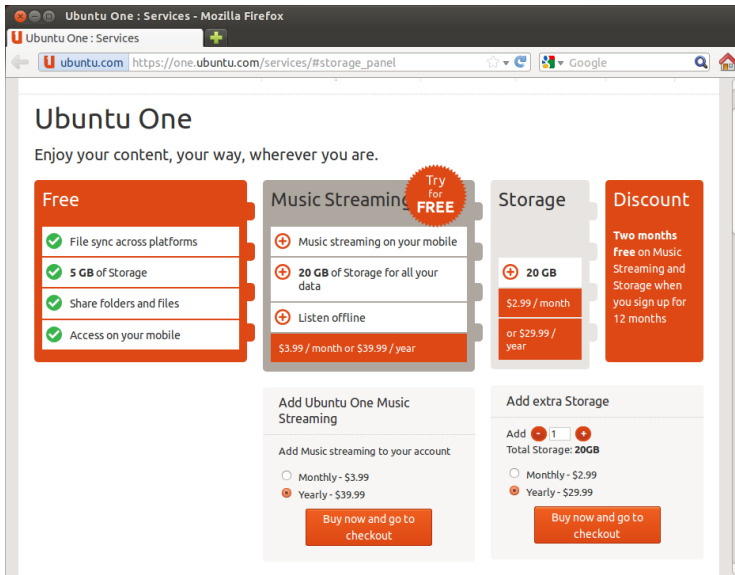 Ubuntu One : Services - Mozilla Firefox
Ubuntu One : Services
ubuntu.com https://one.ubuntu.com/services/#storage_panel
Google
Ubuntu One
Enjoy your content, your way, wherever you are.
Free
File sync across platforms
5 GB of Storage
Share folders and files
Access on your mobile
Music Streaming
Try
for
FREE
Music streaming on your mobile
20 GB of Storage for all your
data
Listen offline
$3.99 / month or $39.99 / year
Storage
20 GB
$2.99 / month
or $29.99 /
year
Discount
Two months
free on Music
Streaming and
Storage when
you sign up for
12 months
Add Ubuntu One Music
Streaming
Add Music streaming to your account
Monthly - $3.99
Yearly - $39.99
Buy now and go to
checkout
Add extra Storage
Add - 1 +
Total Storage: 20GB
Monthly - $2.99
Yearly - $29.99
Buy now and go to
checkout